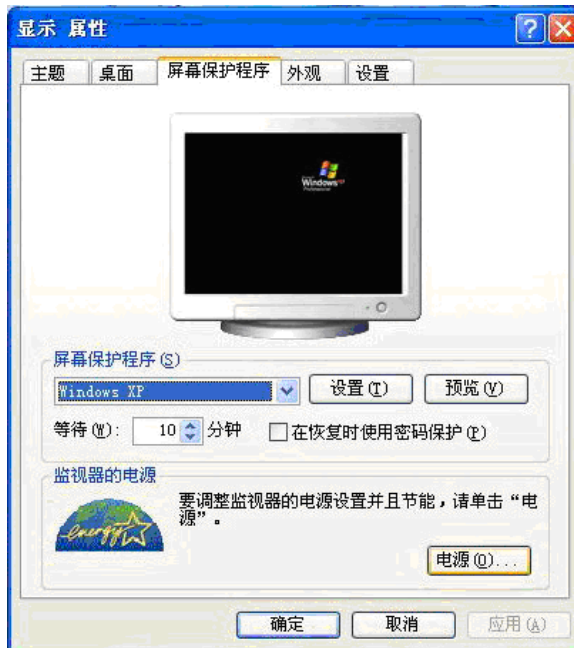 显示 属性
主题 桌面 屏幕保护程序 外观 设置
Windows XP
屏幕保护程序(S)
Windows XP 设置(T) 预览(V)
等待(W): 10 分钟 在恢复时使用密码保护(P)
监视器的电源
要调整监视器的电源设置并且节能，请单击“电
源”。
energy
电源(O)...
确定 取消 应用(A)